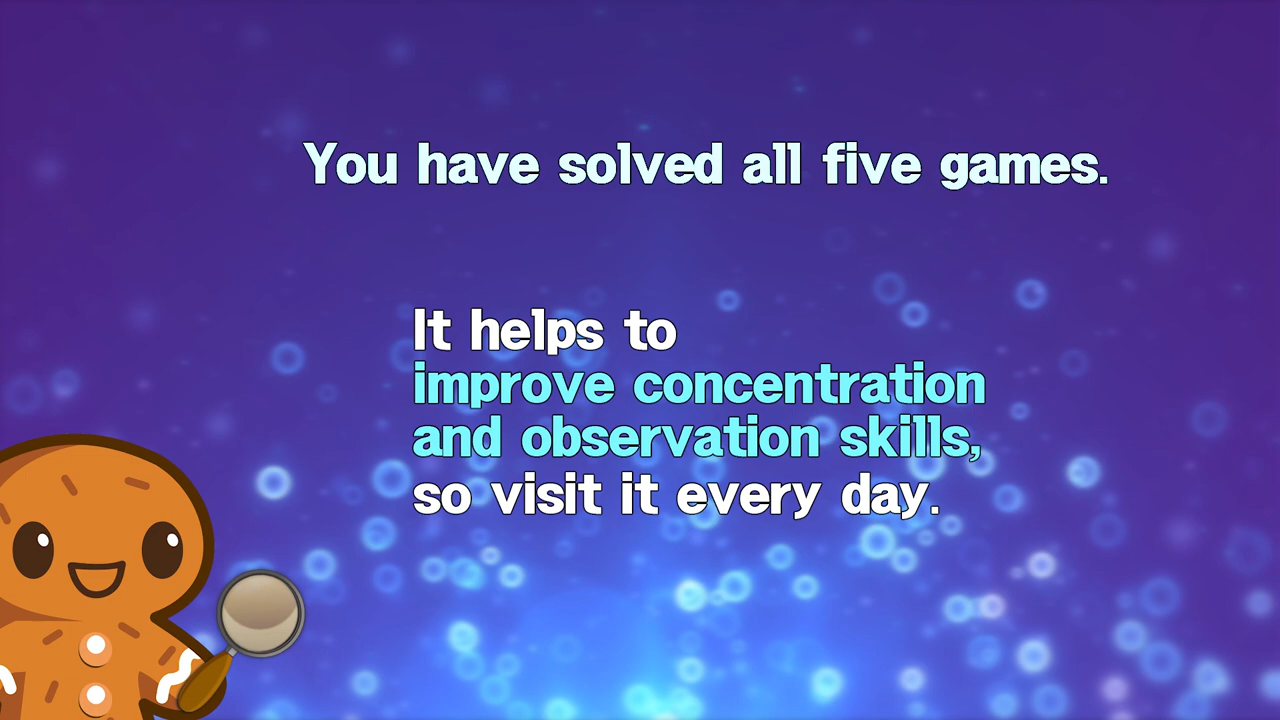 You have solved all five games.
It helps to
improve concentration
and observation skills,
so visit it every day.